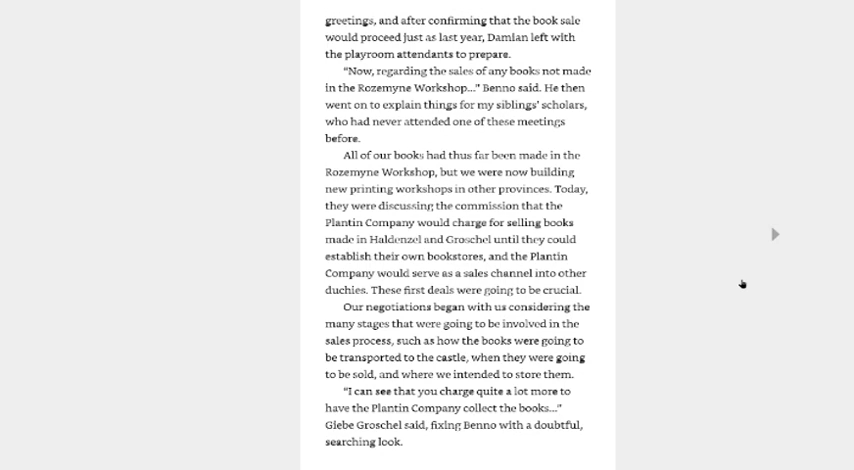 greetings, and after confirming that the book sale
would proceed just as last year, Damian left with
the playroom attendants to prepare.
“Now, regarding the sales of any books not made
in the Rozemyne Workshop...” Benno said. He then
went on to explain things for my siblings’ scholars,
who had never attended one of these meetings
before.
All of our books had thus far been made in the
Rozemyne Workshop, but we were now building
new printing workshops in other provinces. Today,
they were discussing the commission that the
Plantin Company would charge for selling books
made in Haldenzel and Groschel until they could
establish their own bookstores, and the Plantin
Company would serve as a sales channel into other
duchies. These first deals were going to be crucial.
Our negotiations began with us considering the
many stages that were going to be involved in the
sales process, such as how the books were going to
be transported to the castle, when they were going
to be sold, and where we intended to store them.
“I can see that you charge quite a lot more to
have the Plantin Company collect the books...”
Giebe Groschel said, fixing Benno with a doubtful,
searching look.